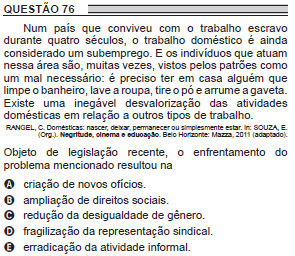 QUESTÃO 76
Num país que conviveu com o trabalho escravo
durante quatro séculos, o trabalho doméstico é ainda
considerado um subemprego. E os indivíduos que atuam
nessa área são, muitas vezes, vistos pelos patrões como
um mal necessário: é preciso ter em casa alguém que
limpe o banheiro, lave a roupa, tire o pó e arrume a gaveta.
Existe uma inegável desvalorização das atividades
domésticas em relação a outros tipos de trabalho.
RANGEL, C. Domésticas: nascer, deixar, permanecer ou simplesmente estar. In: SOUZA, E.
(Org.). Negritude, cinema e educação. Belo Horizonte: Mazza, 2011 (adaptado).
Objeto de legislação recente, o enfrentamento do
problema mencionado resultou na
A criação de novos ofícios.
B ampliação de direitos sociais.
C redução da desigualdade de gênero.
D fragilização da representação sindical.
E erradicação da atividade informal.